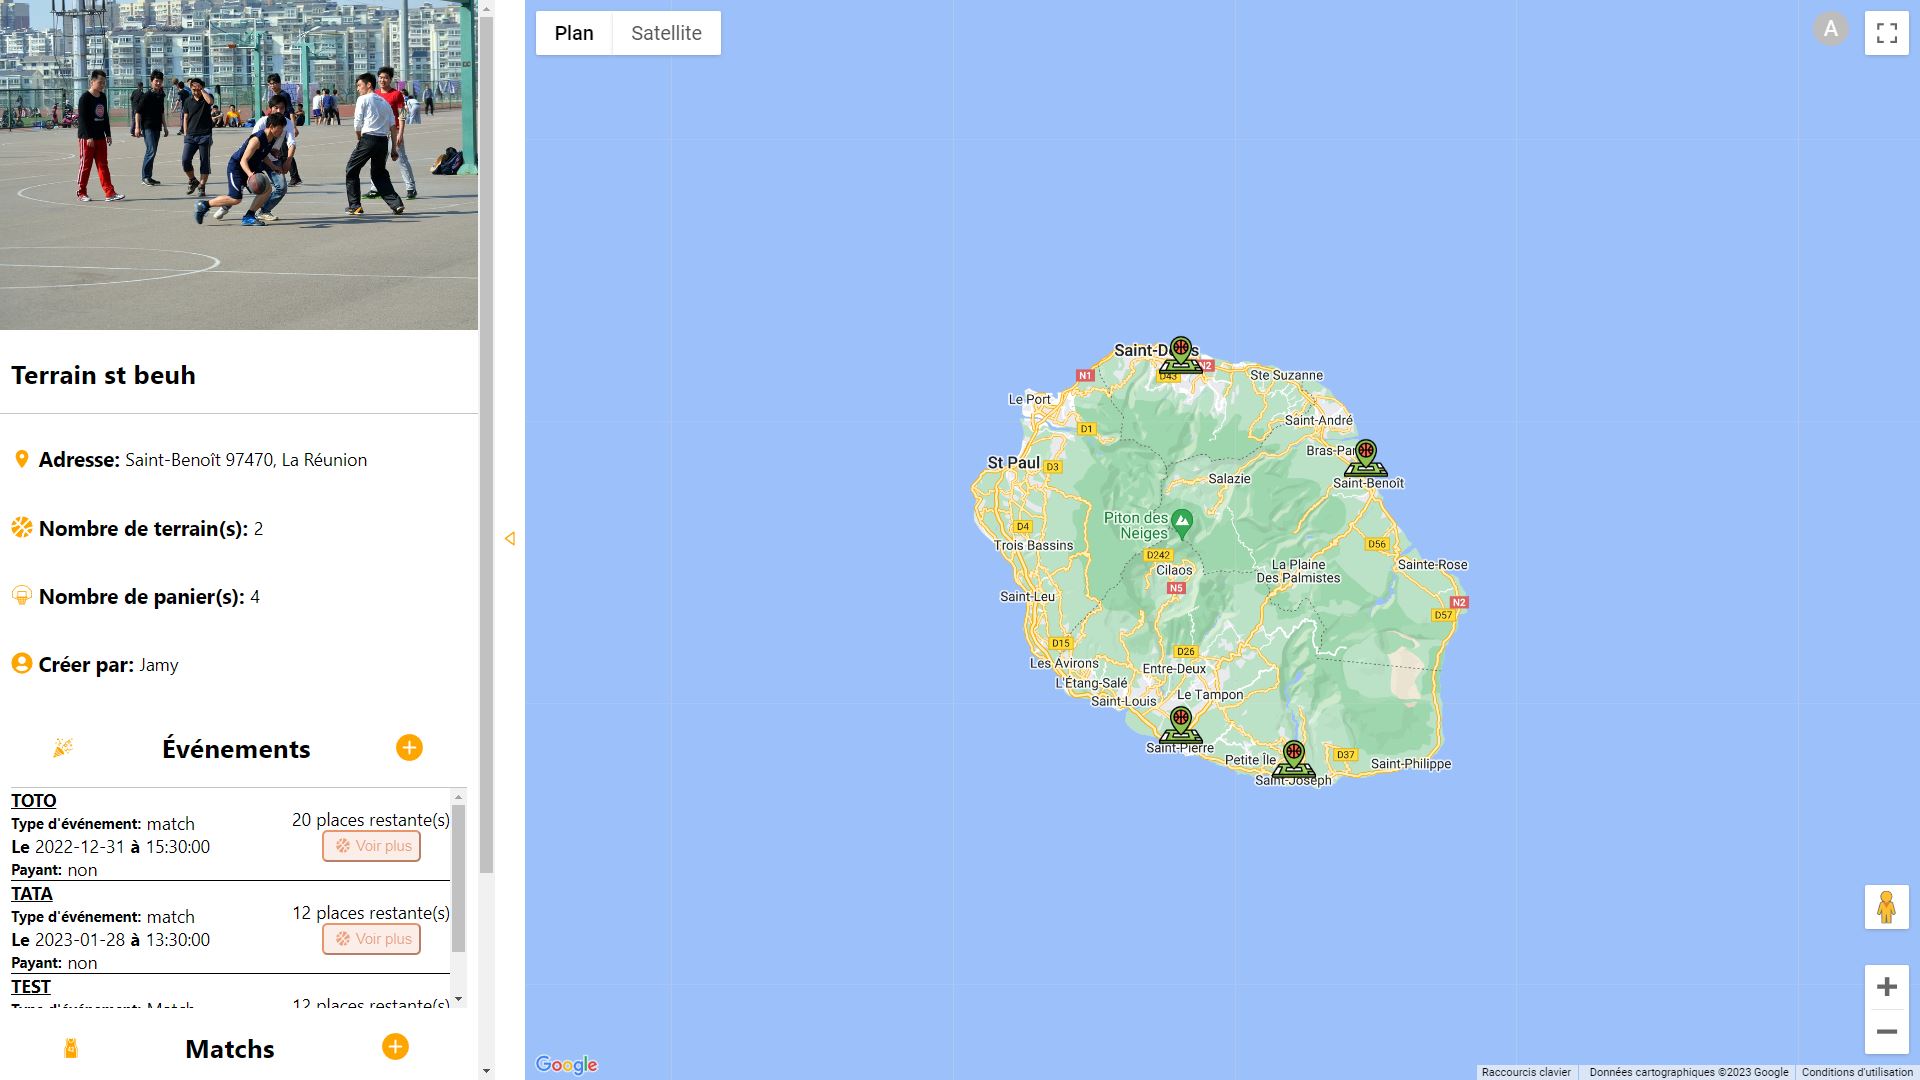 Terrain st beuh
Adresse: Saint-Benoît 97470, La Réunion
Nombre de terrain(s): 2
Nombre de panier(s): 4
Créer par: Jamy
Événements
TOTO
Type d'événement: match
20 places restante(s)
Le 2022-12-31 à 15:30:00
Voir plus
Payant: non
TATA
Type d'événement: match
12 places restante(s)
Le 2023-01-28 à 13:30:00
Voir plus
Payant: non
TEST
Type d'événement: Match
12 places restante(s)
Matchs
Plan
Satellite
A
N1
D43
N2
Ste Suzanne
Le Port
Saint-André
D1
St Paul
D3
Salazie
Saint-Benoît
Piton des
Neiges
D4
Trois Bassins
D242
Cilaos
La Plaine
Des Palmistes
D56
Sainte-Rose
N5
Saint-Leu
N2
D57
D15
D26
Les Avirons
Entre-Deux
L'Étang-Salé
Le Tampon
Saint-Louis
Saint-Pierre
Petite Île
D37
Saint-Philippe
Saint-Joseph
Google
Raccourcis clavier
Données cartographiques ©2023 Google
Conditions d'utilisation